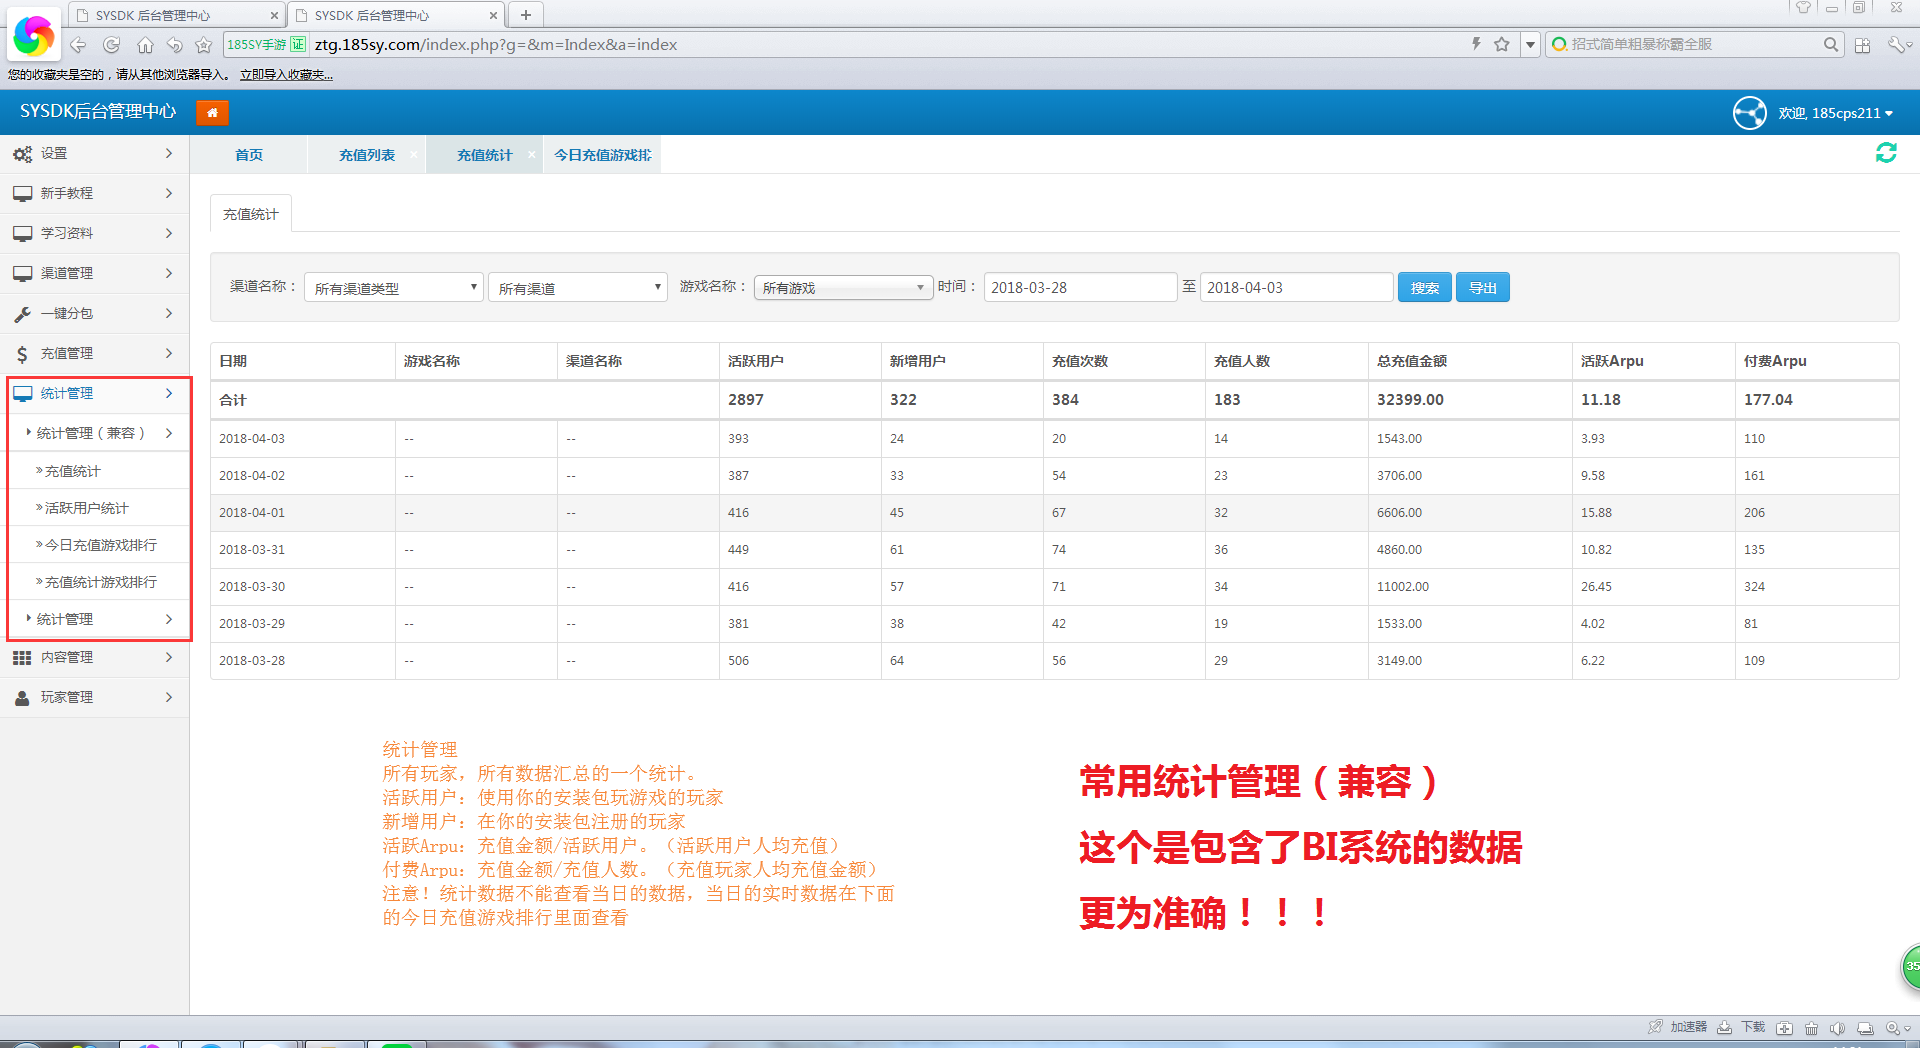 SYSDK 后台管理中心
SYSDK 后台管理中心
185SY手游 证 ztg.185sy.com/index.php?g=&m=Index&a=index
招式简单粗暴称霸全服
您的收藏夹是空的，请从其他浏览器导入。 立即导入收藏夹...
SYSDK后台管理中心
欢迎, 185cps211
设置
新手教程
学习资料
渠道管理
一键分包
充值管理
统计管理
统计管理（兼容）
充值统计
活跃用户统计
今日充值游戏排行
充值统计游戏排行
统计管理
内容管理
玩家管理
首页 充值列表 充值统计 今日充值游戏排
充值统计
渠道名称： 所有渠道类型 所有渠道 游戏名称： 所有游戏 时间： 2018-03-28 至 2018-04-03 搜索 导出
日期 游戏名称 渠道名称 活跃用户 新增用户 充值次数 充值人数 总充值金额 活跃Arpu 付费Arpu
合计 2897 322 384 183 32399.00 11.18 177.04
2018-04-03 -- -- 393 24 20 14 1543.00 3.93 110
2018-04-02 -- -- 387 33 54 23 3706.00 9.58 161
2018-04-01 -- -- 416 45 67 32 6606.00 15.88 206
2018-03-31 -- -- 449 61 74 36 4860.00 10.82 135
2018-03-30 -- -- 416 57 71 34 11002.00 26.45 324
2018-03-29 -- -- 381 38 42 19 1533.00 4.02 81
2018-03-28 -- -- 506 64 56 29 3149.00 6.22 109
统计管理
所有玩家，所有数据汇总的一个统计。
活跃用户：使用你的安装包玩游戏的玩家
新增用户：在你的安装包注册的玩家
活跃Arpu：充值金额/活跃用户。（活跃用户人均充值）
付费Arpu：充值金额/充值人数。（充值玩家人均充值金额）
注意！统计数据不能查看当日的数据，当日的实时数据在下面
的今日充值游戏排行里面查看
常用统计管理（兼容）
这个是包含了BI系统的数据
更为准确！！！
35
加速器 下载